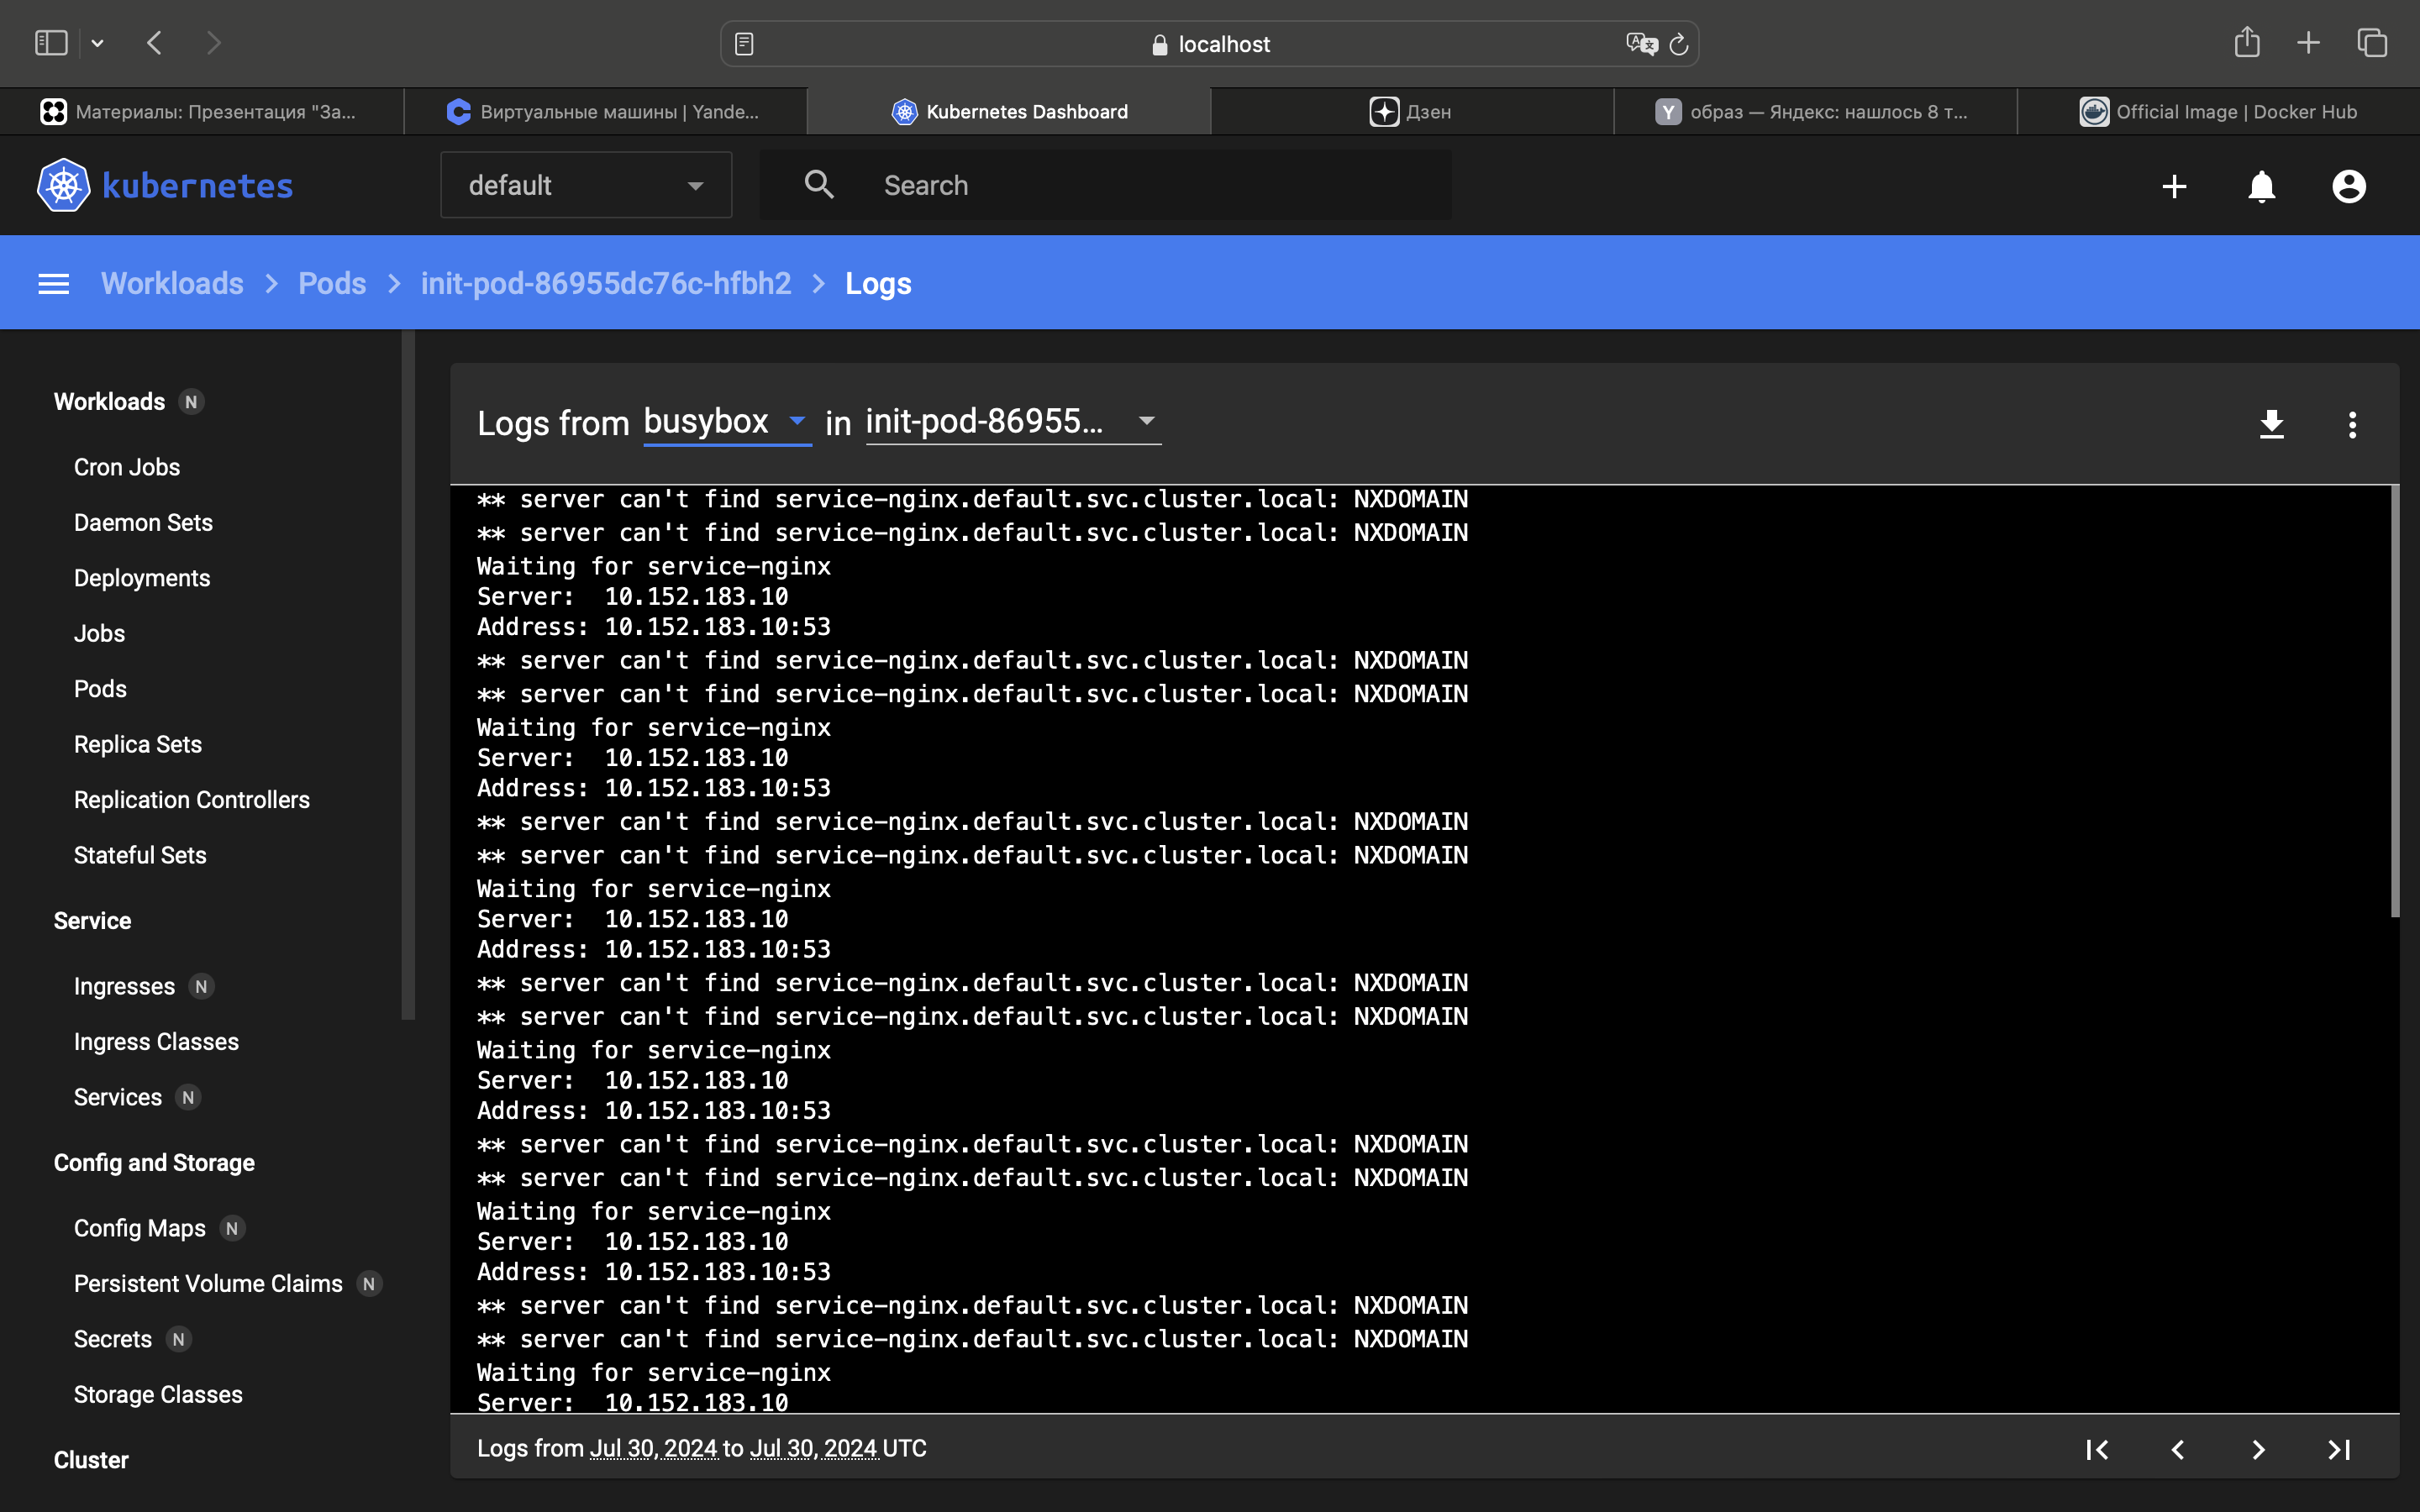 localhost
Материалы: Презентация "За...
Виртуальные машины | Yande...
Kubernetes Dashboard
Дзен
Y образ — Яндекс: нашлось 8 т...
Official Image | Docker Hub
kubernetes
default
Search
Workloads > Pods > init-pod-86955dc76c-hfbh2 > Logs
Workloads N
Cron Jobs
Daemon Sets
Deployments
Jobs
Pods
Replica Sets
Replication Controllers
Stateful Sets
Service
Ingresses N
Ingress Classes
Services N
Config and Storage
Config Maps N
Persistent Volume Claims N
Secrets N
Storage Classes
Cluster
Logs from busybox in init-pod-86955...
** server can't find service-nginx.default.svc.cluster.local: NXDOMAIN
** server can't find service-nginx.default.svc.cluster.local: NXDOMAIN
Waiting for service-nginx
Server:  10.152.183.10
Address: 10.152.183.10:53
** server can't find service-nginx.default.svc.cluster.local: NXDOMAIN
** server can't find service-nginx.default.svc.cluster.local: NXDOMAIN
Waiting for service-nginx
Server:  10.152.183.10
Address: 10.152.183.10:53
** server can't find service-nginx.default.svc.cluster.local: NXDOMAIN
** server can't find service-nginx.default.svc.cluster.local: NXDOMAIN
Waiting for service-nginx
Server:  10.152.183.10
Address: 10.152.183.10:53
** server can't find service-nginx.default.svc.cluster.local: NXDOMAIN
** server can't find service-nginx.default.svc.cluster.local: NXDOMAIN
Waiting for service-nginx
Server:  10.152.183.10
Address: 10.152.183.10:53
** server can't find service-nginx.default.svc.cluster.local: NXDOMAIN
** server can't find service-nginx.default.svc.cluster.local: NXDOMAIN
Waiting for service-nginx
Server:  10.152.183.10
Address: 10.152.183.10:53
** server can't find service-nginx.default.svc.cluster.local: NXDOMAIN
** server can't find service-nginx.default.svc.cluster.local: NXDOMAIN
Waiting for service-nginx
Server:  10.152.183.10
Logs from Jul 30, 2024 to Jul 30, 2024 UTC